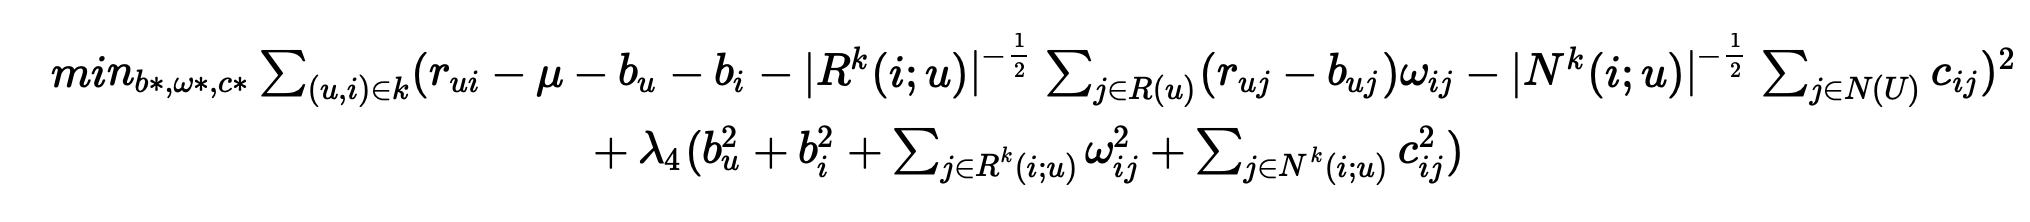 min_{b*,ω*,c*} ∑_{(u,i)∈k} (r_{ui} − μ − b_u − b_i − |R^k(i;u)|^{−1/2} ∑_{j∈R(u)} (r_{uj} − b_{uj})ω_{ij} − |N^k(i;u)|^{−1/2} ∑_{j∈N(U)} c_{ij})^2
+ λ_4(b_u^2 + b_i^2 + ∑_{j∈R^k(i;u)} ω_{ij}^2 + ∑_{j∈N^k(i;u)} c_{ij}^2)